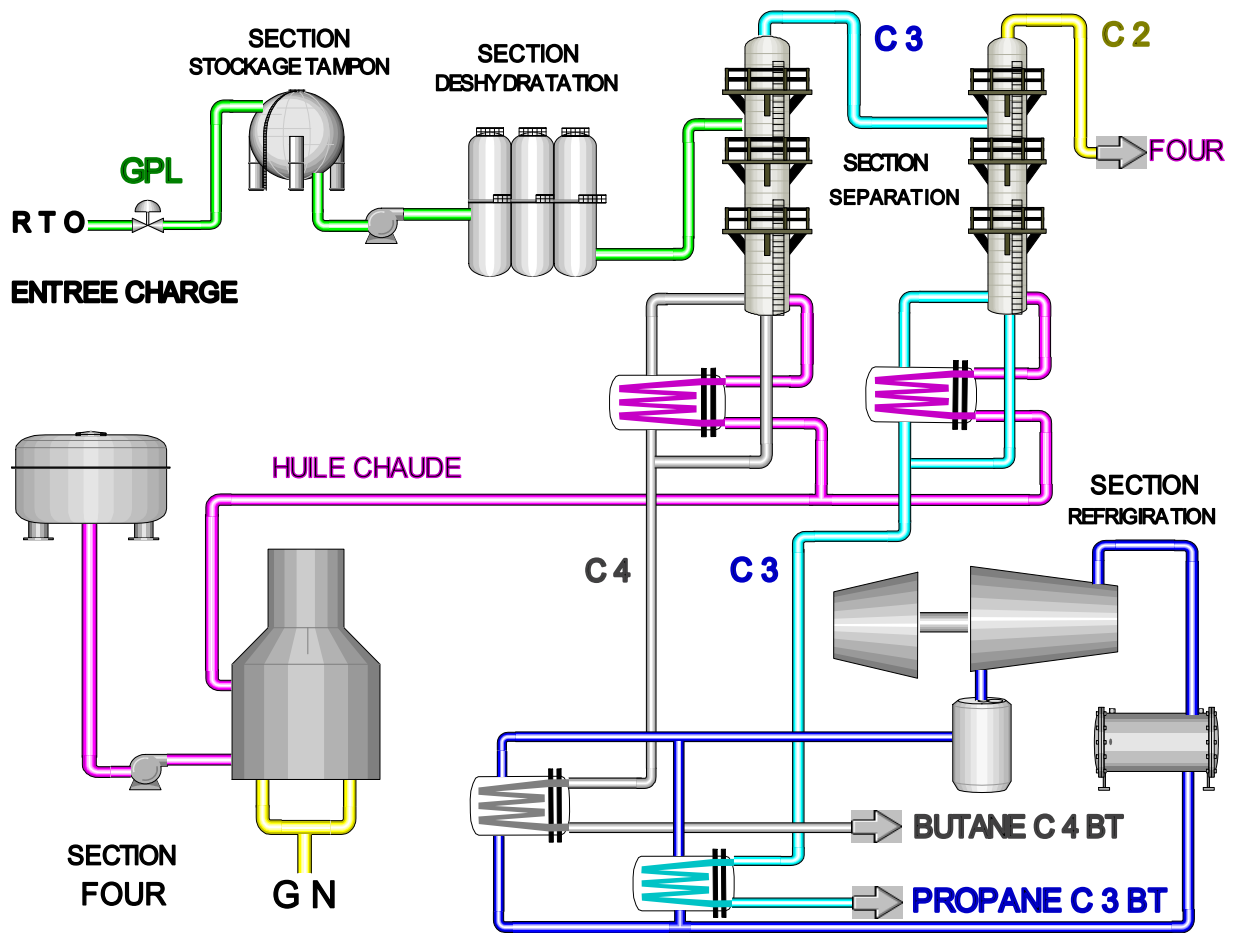 SECTION
STOCKAGE TAMPON
SECTION
DESHYDRATATION
C 3
C 2
GPL
R T O
ENTREE CHARGE
SECTION
SEPARATION
FOUR
HUILE CHAUDE
SECTION
REFRIGIRATION
C 4
C 3
BUTANE C 4 BT
PROPANE C 3 BT
SECTION
FOUR
G N